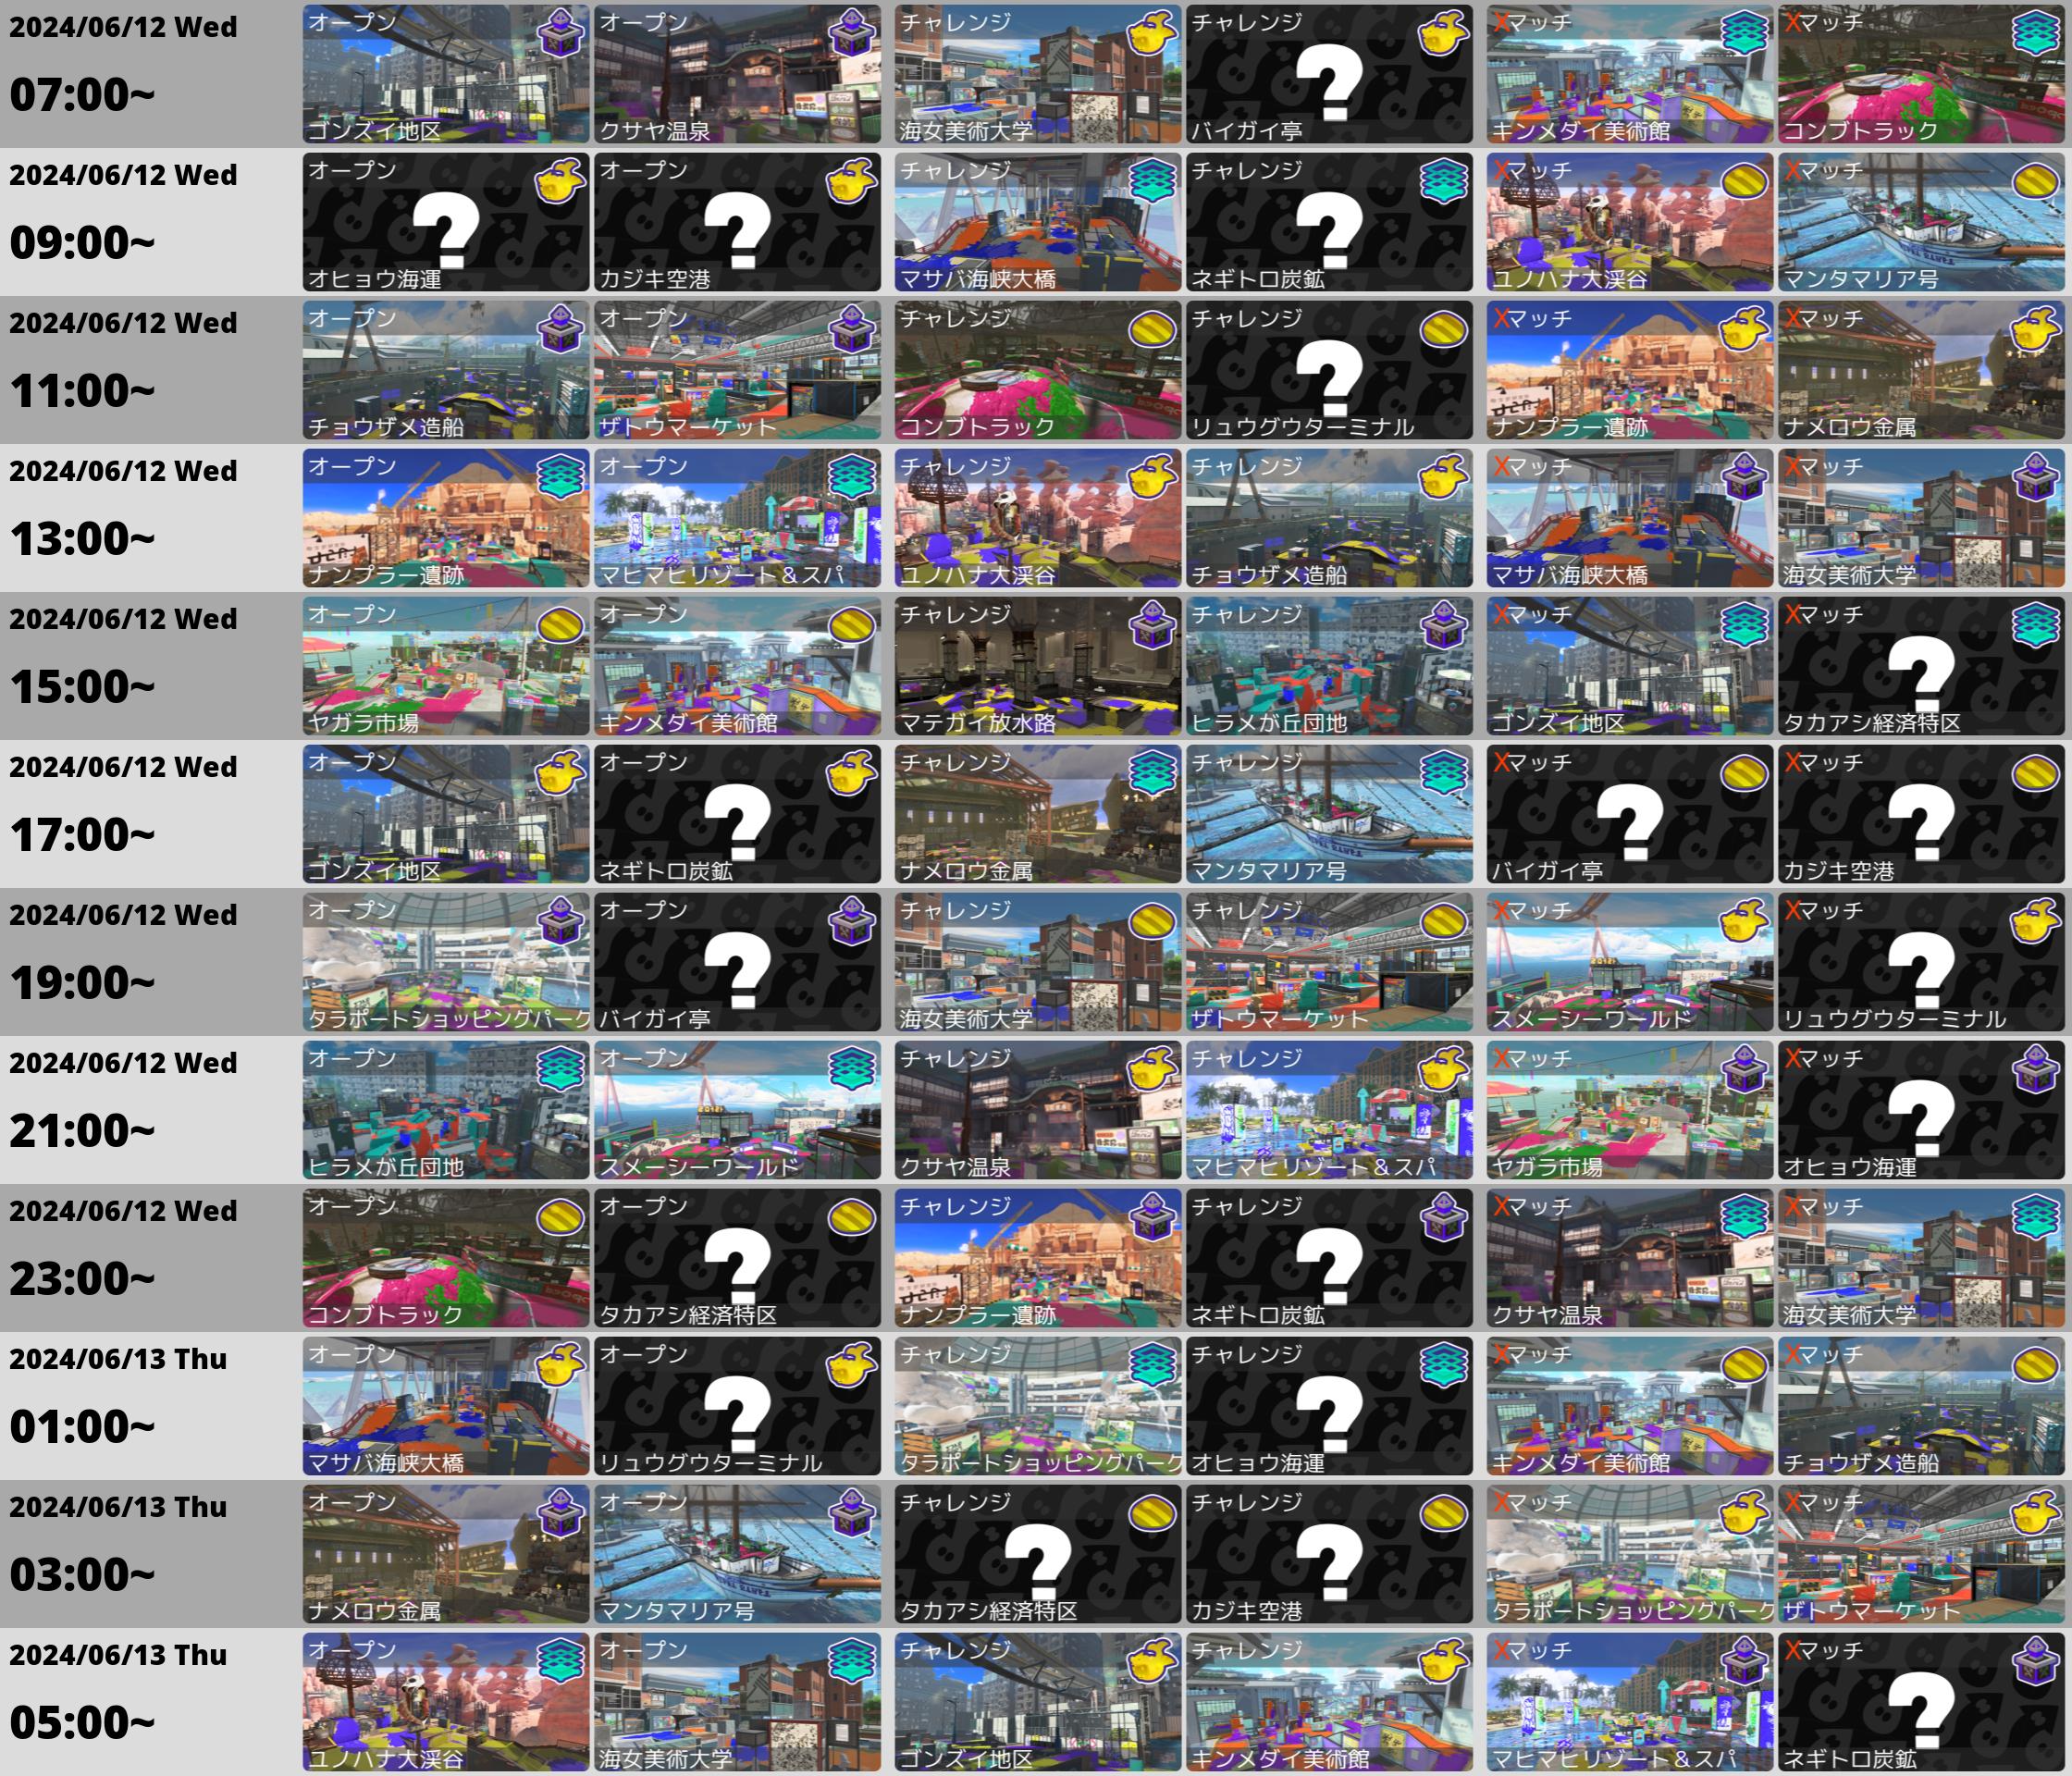 2024/06/12 Wed
07:00~
オープン
ゴンズイ地区
オープン
クサヤ温泉
チャレンジ
海女美術大学
チャレンジ
バイガイ亭
Xマッチ
キンメダイ美術館
Xマッチ
コンブトラック
2024/06/12 Wed
09:00~
オープン
オヒョウ海運
オープン
カジキ空港
チャレンジ
マサバ海峡大橋
チャレンジ
ネギトロ炭鉱
Xマッチ
ユノハナ大渓谷
Xマッチ
マンタマリア号
2024/06/12 Wed
11:00~
オープン
チョウザメ造船
オープン
ザトウマーケット
チャレンジ
コンブトラック
チャレンジ
リュウグウターミナル
Xマッチ
ナンプラー遺跡
Xマッチ
ナメロウ金属
2024/06/12 Wed
13:00~
オープン
ナンプラー遺跡
オープン
マヒマヒリゾート＆スパ
チャレンジ
ユノハナ大渓谷
チャレンジ
チョウザメ造船
Xマッチ
マサバ海峡大橋
Xマッチ
海女美術大学
2024/06/12 Wed
15:00~
オープン
ヤガラ市場
オープン
キンメダイ美術館
チャレンジ
マテガイ放水路
チャレンジ
ヒラメが丘団地
Xマッチ
ゴンズイ地区
Xマッチ
タカアシ経済特区
2024/06/12 Wed
17:00~
オープン
ゴンズイ地区
オープン
ネギトロ炭鉱
チャレンジ
ナメロウ金属
チャレンジ
マンタマリア号
Xマッチ
バイガイ亭
Xマッチ
カジキ空港
2024/06/12 Wed
19:00~
オープン
タラポートショッピングパーク
オープン
バイガイ亭
チャレンジ
海女美術大学
チャレンジ
ザトウマーケット
Xマッチ
スメーシーワールド
Xマッチ
リュウグウターミナル
2024/06/12 Wed
21:00~
オープン
ヒラメが丘団地
オープン
スメーシーワールド
チャレンジ
クサヤ温泉
チャレンジ
マヒマヒリゾート＆スパ
Xマッチ
ヤガラ市場
Xマッチ
オヒョウ海運
2024/06/12 Wed
23:00~
オープン
コンブトラック
オープン
タカアシ経済特区
チャレンジ
ナンプラー遺跡
チャレンジ
ネギトロ炭鉱
Xマッチ
クサヤ温泉
Xマッチ
海女美術大学
2024/06/13 Thu
01:00~
オープン
マサバ海峡大橋
オープン
リュウグウターミナル
チャレンジ
タラポートショッピングパーク
チャレンジ
オヒョウ海運
Xマッチ
キンメダイ美術館
Xマッチ
チョウザメ造船
2024/06/13 Thu
03:00~
オープン
ナメロウ金属
オープン
マンタマリア号
チャレンジ
タカアシ経済特区
チャレンジ
カジキ空港
Xマッチ
タラポートショッピングパーク
Xマッチ
ザトウマーケット
2024/06/13 Thu
05:00~
オープン
ユノハナ大渓谷
オープン
海女美術大学
チャレンジ
ゴンズイ地区
チャレンジ
キンメダイ美術館
Xマッチ
マヒマヒリゾート＆スパ
Xマッチ
ネギトロ炭鉱